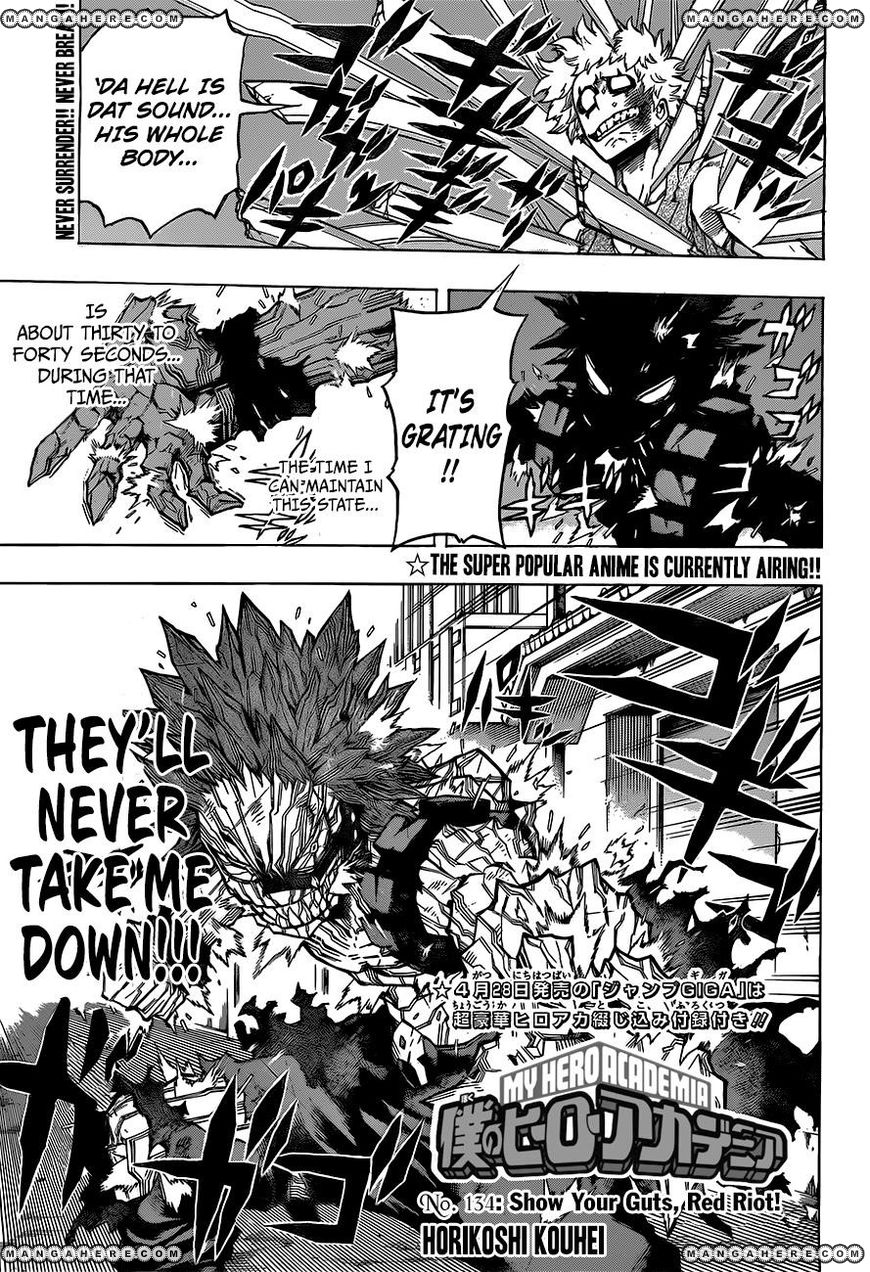 MANGAHERE.COM
MANGAHERE.COM
NEVER SURRENDER!! NEVER BREAK!!
'DA HELL IS
DAT SOUND...
HIS WHOLE
BODY...
IT'S
GRATING
!!
THE TIME I
CAN MAINTAIN
THIS STATE...
IS
ABOUT THIRTY TO
FORTY SECONDS...
DURING THAT
TIME...
☆THE SUPER POPULAR ANIME IS CURRENTLY AIRING!!
THEY'LL
NEVER
TAKE ME
DOWN!!!
☆4月28日発売の「ジャンプGIGA」は
超豪華ヒロアカ綴じ込み付録付き!!
MY HERO ACADEMIA
僕のヒーローアカデミア
No. 134: Show Your Guts, Red Riot!
HORIKOSHI KOUHEI
MANGAHERE.COM
MANGAHERE.COM